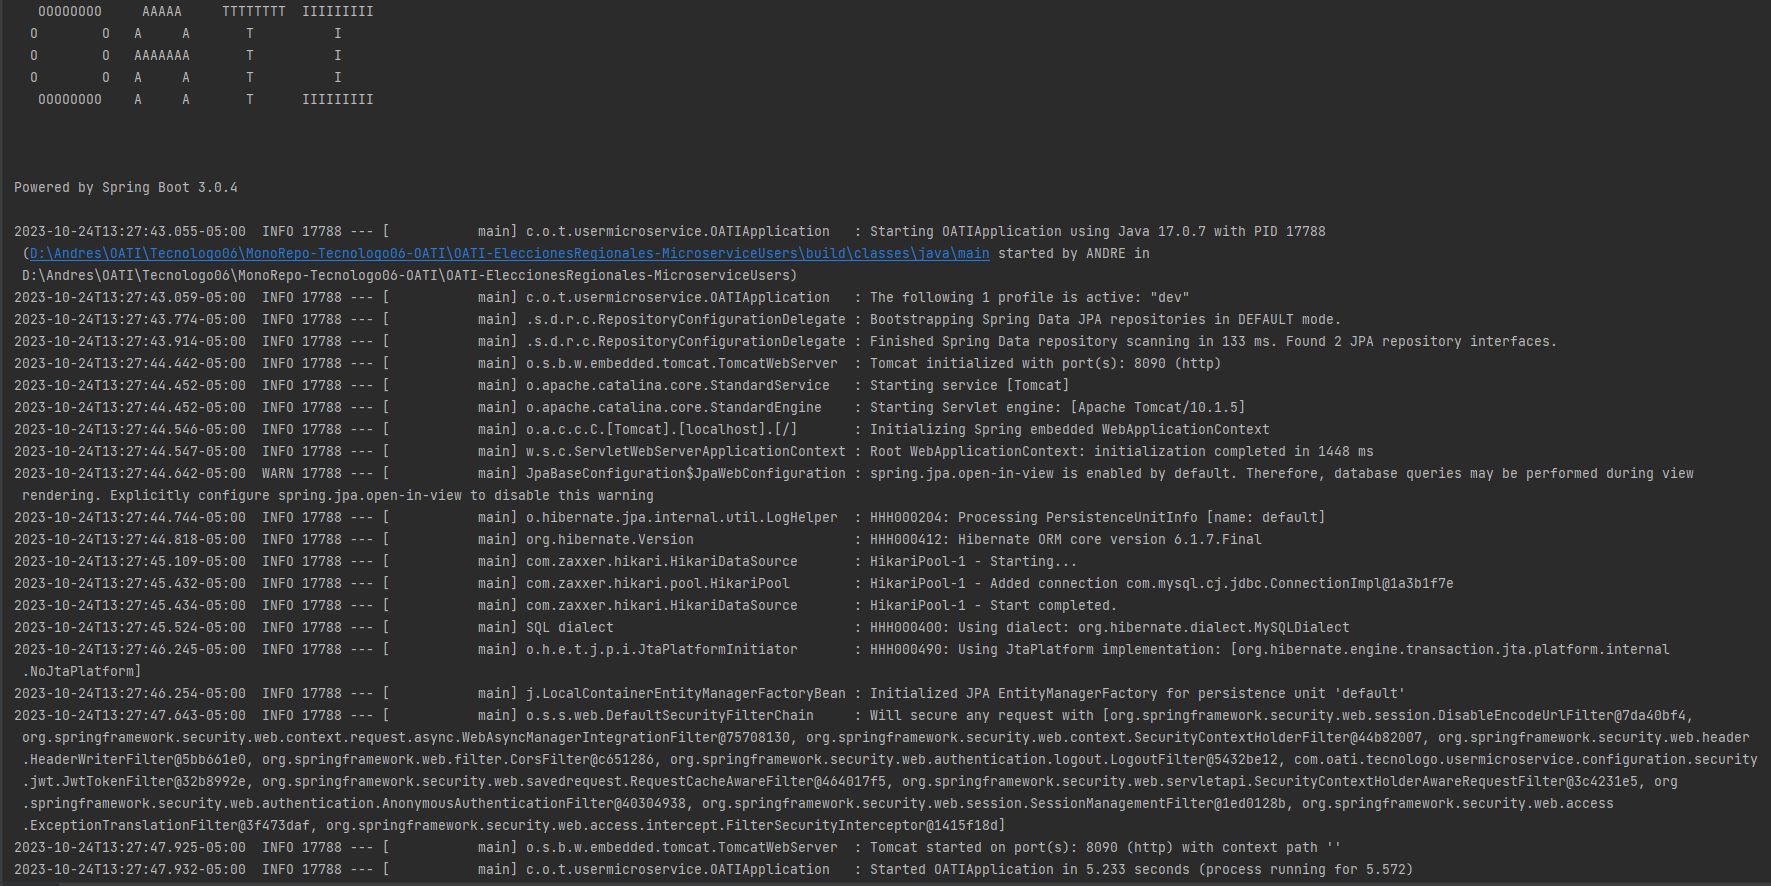 OOOOOOOO     AAAAA     TTTTTTTT  IIIIIIIII
O        O   A     A       T          I
O        O   AAAAAAA       T          I
O        O   A     A       T          I
OOOOOOOO    A     A       T      IIIIIIIII
Powered by Spring Boot 3.0.4
2023-10-24T13:27:43.055-05:00  INFO 17788 --- [           main] c.o.t.usermicroservice.OATIApplication   : Starting OATIApplication using Java 17.0.7 with PID 17788
(D:\Andres\OATI\Tecnologo06\MonoRepo-Tecnologo06-OATI\OATI-EleccionesRegionales-MicroserviceUsers\build\classes\java\main started by ANDRE in
D:\Andres\OATI\Tecnologo06\MonoRepo-Tecnologo06-OATI\OATI-EleccionesRegionales-MicroserviceUsers)
2023-10-24T13:27:43.059-05:00  INFO 17788 --- [           main] c.o.t.usermicroservice.OATIApplication   : The following 1 profile is active: "dev"
2023-10-24T13:27:43.774-05:00  INFO 17788 --- [           main] .s.d.r.c.RepositoryConfigurationDelegate : Bootstrapping Spring Data JPA repositories in DEFAULT mode.
2023-10-24T13:27:43.914-05:00  INFO 17788 --- [           main] .s.d.r.c.RepositoryConfigurationDelegate : Finished Spring Data repository scanning in 133 ms. Found 2 JPA repository interfaces.
2023-10-24T13:27:44.442-05:00  INFO 17788 --- [           main] o.s.b.w.embedded.tomcat.TomcatWebServer  : Tomcat initialized with port(s): 8090 (http)
2023-10-24T13:27:44.452-05:00  INFO 17788 --- [           main] o.apache.catalina.core.StandardService   : Starting service [Tomcat]
2023-10-24T13:27:44.452-05:00  INFO 17788 --- [           main] o.apache.catalina.core.StandardEngine    : Starting Servlet engine: [Apache Tomcat/10.1.5]
2023-10-24T13:27:44.546-05:00  INFO 17788 --- [           main] o.a.c.c.C.[Tomcat].[localhost].[/]       : Initializing Spring embedded WebApplicationContext
2023-10-24T13:27:44.547-05:00  INFO 17788 --- [           main] w.s.c.ServletWebServerApplicationContext : Root WebApplicationContext: initialization completed in 1448 ms
2023-10-24T13:27:44.642-05:00  WARN 17788 --- [           main] JpaBaseConfiguration$JpaWebConfiguration : spring.jpa.open-in-view is enabled by default. Therefore, database queries may be performed during view
rendering. Explicitly configure spring.jpa.open-in-view to disable this warning
2023-10-24T13:27:44.744-05:00  INFO 17788 --- [           main] o.hibernate.jpa.internal.util.LogHelper  : HHH000204: Processing PersistenceUnitInfo [name: default]
2023-10-24T13:27:44.818-05:00  INFO 17788 --- [           main] org.hibernate.Version                    : HHH000412: Hibernate ORM core version 6.1.7.Final
2023-10-24T13:27:45.109-05:00  INFO 17788 --- [           main] com.zaxxer.hikari.HikariDataSource       : HikariPool-1 - Starting...
2023-10-24T13:27:45.432-05:00  INFO 17788 --- [           main] com.zaxxer.hikari.pool.HikariPool        : HikariPool-1 - Added connection com.mysql.cj.jdbc.ConnectionImpl@1a3b1f7e
2023-10-24T13:27:45.434-05:00  INFO 17788 --- [           main] com.zaxxer.hikari.HikariDataSource       : HikariPool-1 - Start completed.
2023-10-24T13:27:45.524-05:00  INFO 17788 --- [           main] SQL dialect                              : HHH000400: Using dialect: org.hibernate.dialect.MySQLDialect
2023-10-24T13:27:46.245-05:00  INFO 17788 --- [           main] o.h.e.t.j.p.i.JtaPlatformInitiator       : HHH000490: Using JtaPlatform implementation: [org.hibernate.engine.transaction.jta.platform.internal
.NoJtaPlatform]
2023-10-24T13:27:46.254-05:00  INFO 17788 --- [           main] j.LocalContainerEntityManagerFactoryBean : Initialized JPA EntityManagerFactory for persistence unit 'default'
2023-10-24T13:27:47.643-05:00  INFO 17788 --- [           main] o.s.s.web.DefaultSecurityFilterChain     : Will secure any request with [org.springframework.security.web.session.DisableEncodeUrlFilter@7da40bf4,
org.springframework.security.web.context.request.async.WebAsyncManagerIntegrationFilter@75708130, org.springframework.security.web.context.SecurityContextHolderFilter@44b82007, org.springframework.security.web.header
.HeaderWriterFilter@5bb661e0, org.springframework.web.filter.CorsFilter@c651286, org.springframework.security.web.authentication.logout.LogoutFilter@5432be12, com.oati.tecnologo.usermicroservice.configuration.security
.jwt.JwtTokenFilter@32b8992e, org.springframework.security.web.savedrequest.RequestCacheAwareFilter@464017f5, org.springframework.security.web.servletapi.SecurityContextHolderAwareRequestFilter@3c4231e5, org
.springframework.security.web.authentication.AnonymousAuthenticationFilter@40304938, org.springframework.security.web.session.SessionManagementFilter@1ed0128b, org.springframework.security.web.access
.ExceptionTranslationFilter@3f473daf, org.springframework.security.web.access.intercept.FilterSecurityInterceptor@1415f18d]
2023-10-24T13:27:47.925-05:00  INFO 17788 --- [           main] o.s.b.w.embedded.tomcat.TomcatWebServer  : Tomcat started on port(s): 8090 (http) with context path ''
2023-10-24T13:27:47.932-05:00  INFO 17788 --- [           main] c.o.t.usermicroservice.OATIApplication   : Started OATIApplication in 5.233 seconds (process running for 5.572)